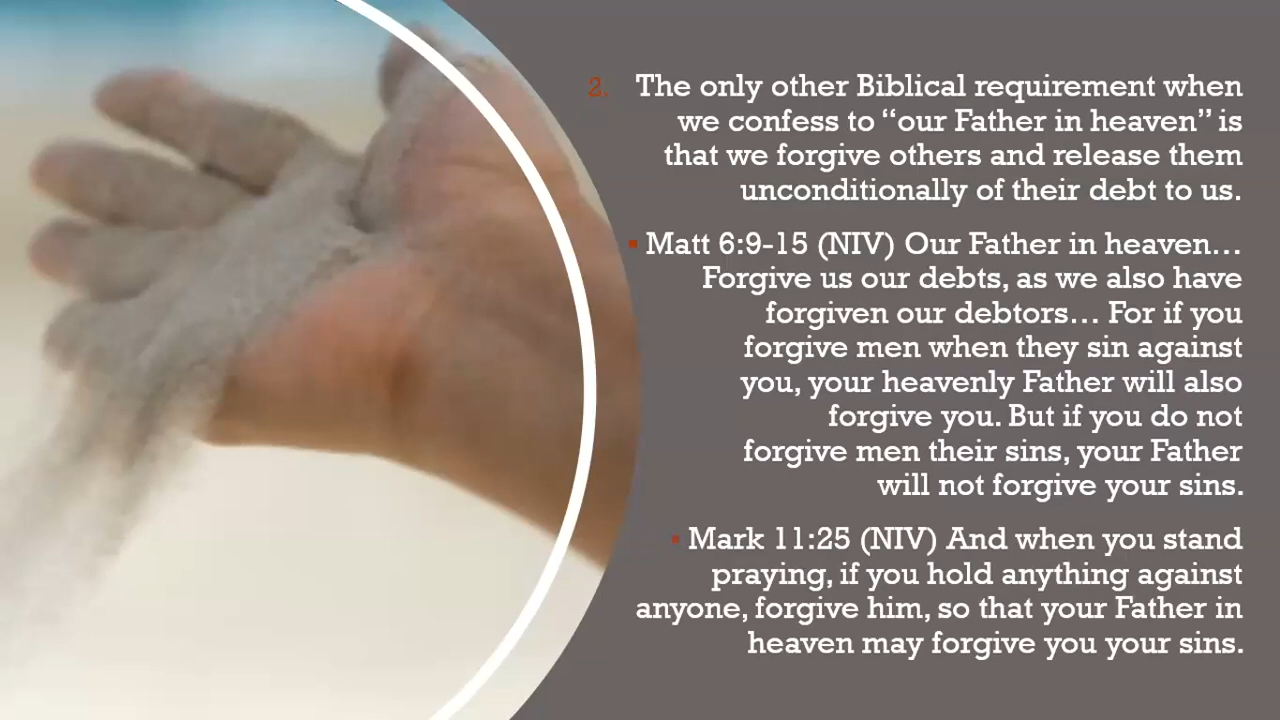 2. The only other Biblical requirement when
we confess to “our Father in heaven” is
that we forgive others and release them
unconditionally of their debt to us.
▪ Matt 6:9-15 (NIV) Our Father in heaven…
Forgive us our debts, as we also have
forgiven our debtors… For if you
forgive men when they sin against
you, your heavenly Father will also
forgive you. But if you do not
forgive men their sins, your Father
will not forgive your sins.
▪ Mark 11:25 (NIV) And when you stand
praying, if you hold anything against
anyone, forgive him, so that your Father in
heaven may forgive you your sins.